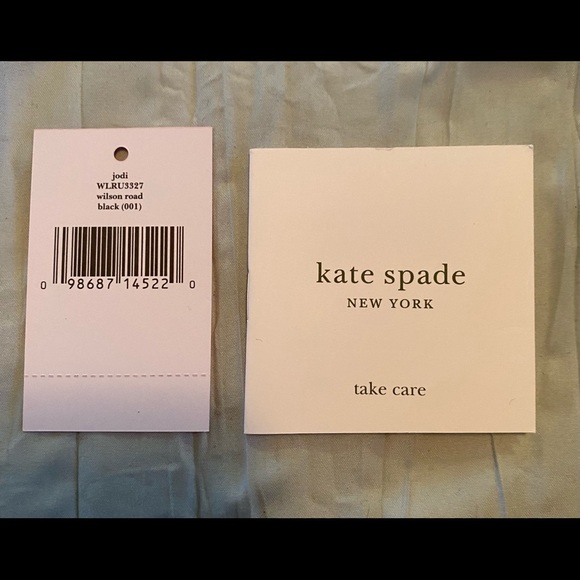 jodi
WLRU3327
wilson road
black (001)
0 98687 14522 0
kate spade
NEW YORK
take care